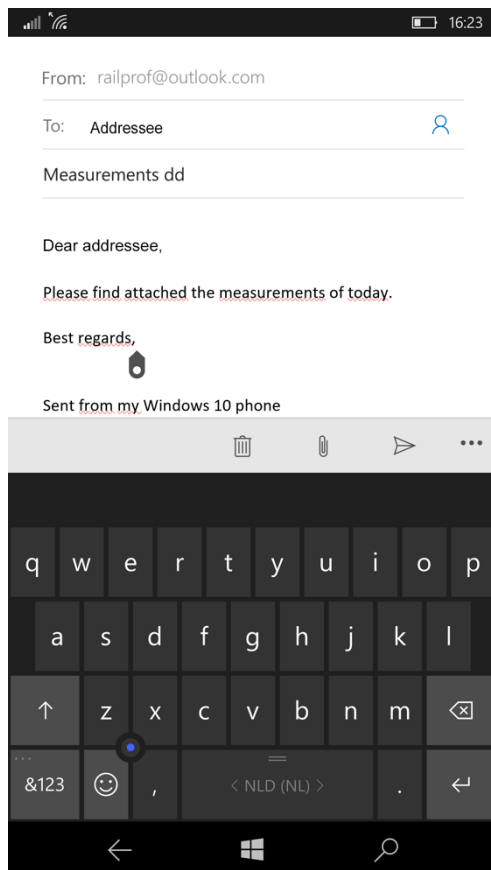 16:23
From: railprof@outlook.com
To: Addressee
Measurements dd
Dear addressee,
Please find attached the measurements of today.
Best regards,
Sent from my Windows 10 phone
q w e r t y u i o p
a s d f g h j k l
z x c v b n m
&123 , < NLD (NL) > .